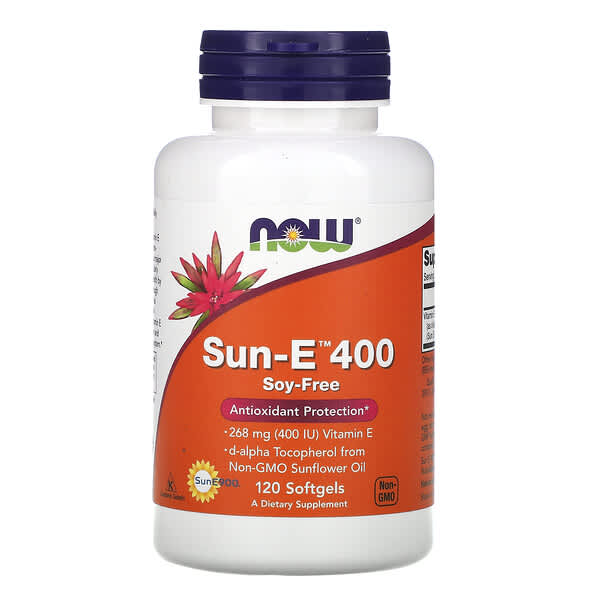 NOW®
Sun-E™ 400
Soy-Free
Antioxidant Protection*
• 268 mg (400 IU) Vitamin E
• d-alpha Tocopherol from
Non-GMO Sunflower Oil
SunE900
120 Softgels
A Dietary Supplement
Non-
GMO
K